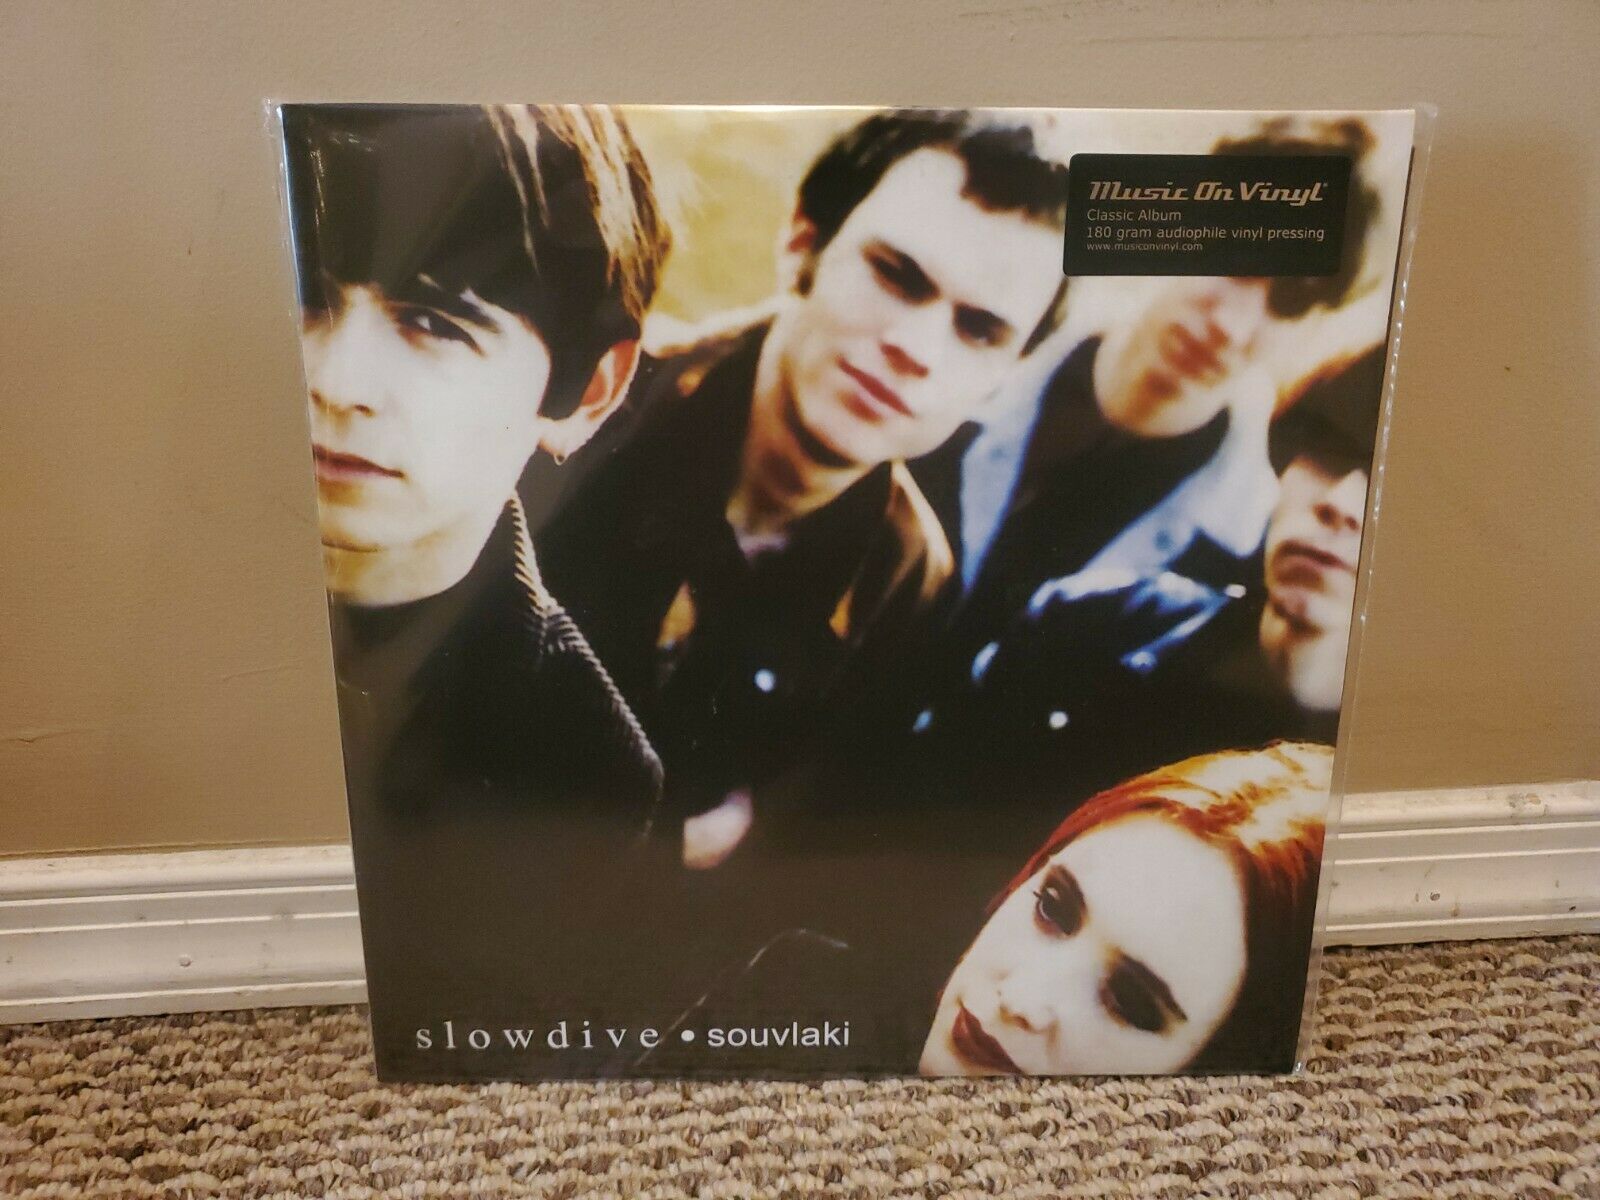 Music On Vinyl®
Classic Album
180 gram audiophile vinyl pressing
www.musiconvinyl.com
slowdive • souvlaki